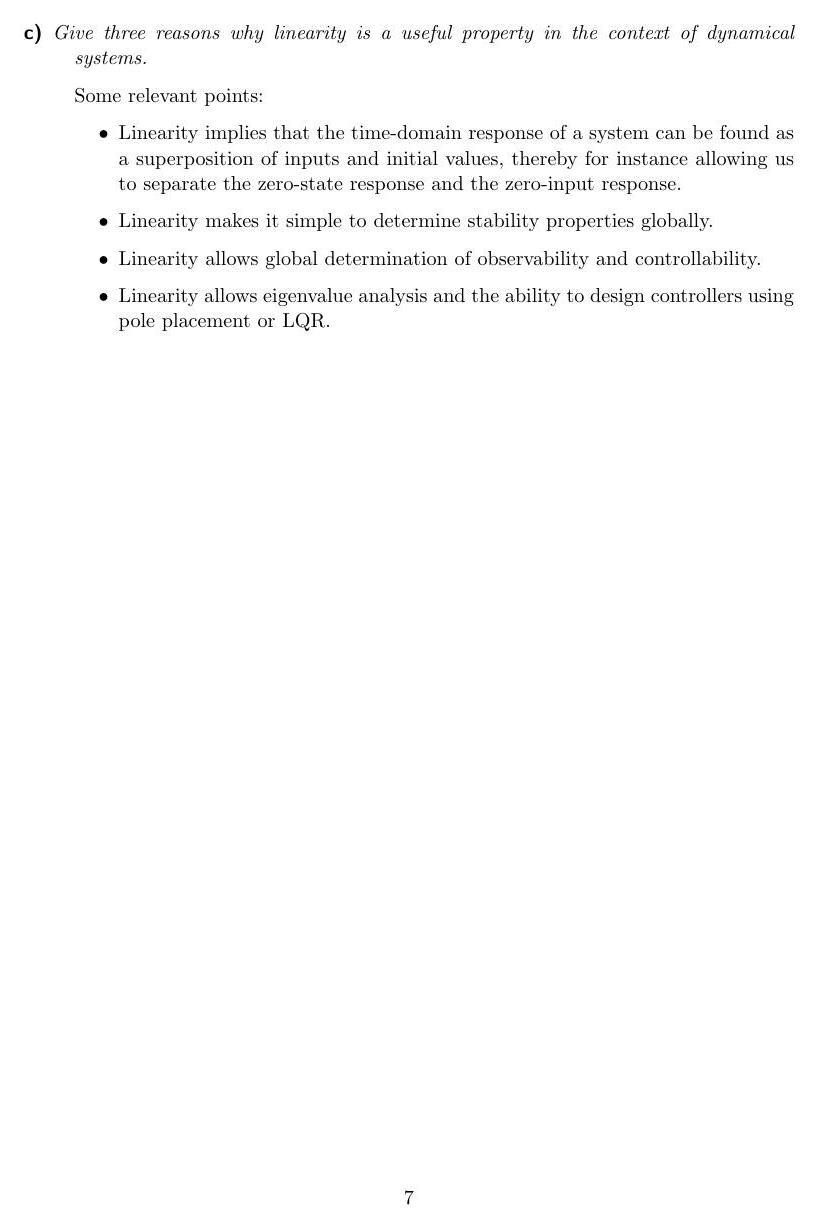 c) Give three reasons why linearity is a useful property in the context of dynamical
systems.
Some relevant points:
• Linearity implies that the time-domain response of a system can be found as
a superposition of inputs and initial values, thereby for instance allowing us
to separate the zero-state response and the zero-input response.
• Linearity makes it simple to determine stability properties globally.
• Linearity allows global determination of observability and controllability.
• Linearity allows eigenvalue analysis and the ability to design controllers using
pole placement or LQR.
7